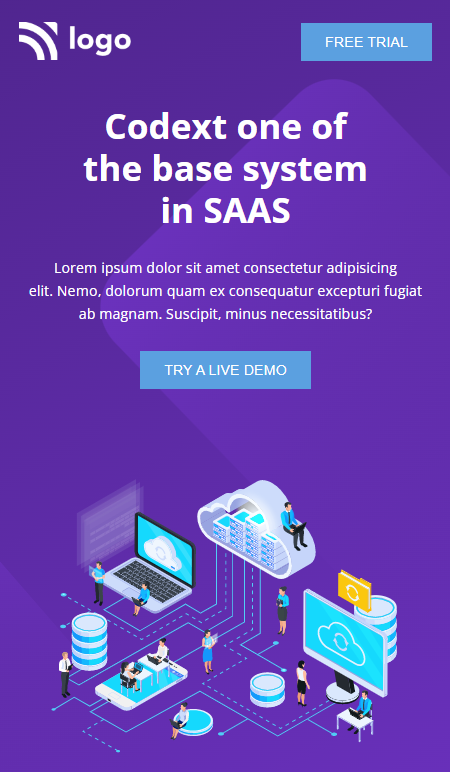 logo
FREE TRIAL
Codext one of
the base system
in SAAS
Lorem ipsum dolor sit amet consectetur adipisicing
elit. Nemo, dolorum quam ex consequatur excepturi fugiat
ab magnam. Suscipit, minus necessitatibus?
TRY A LIVE DEMO